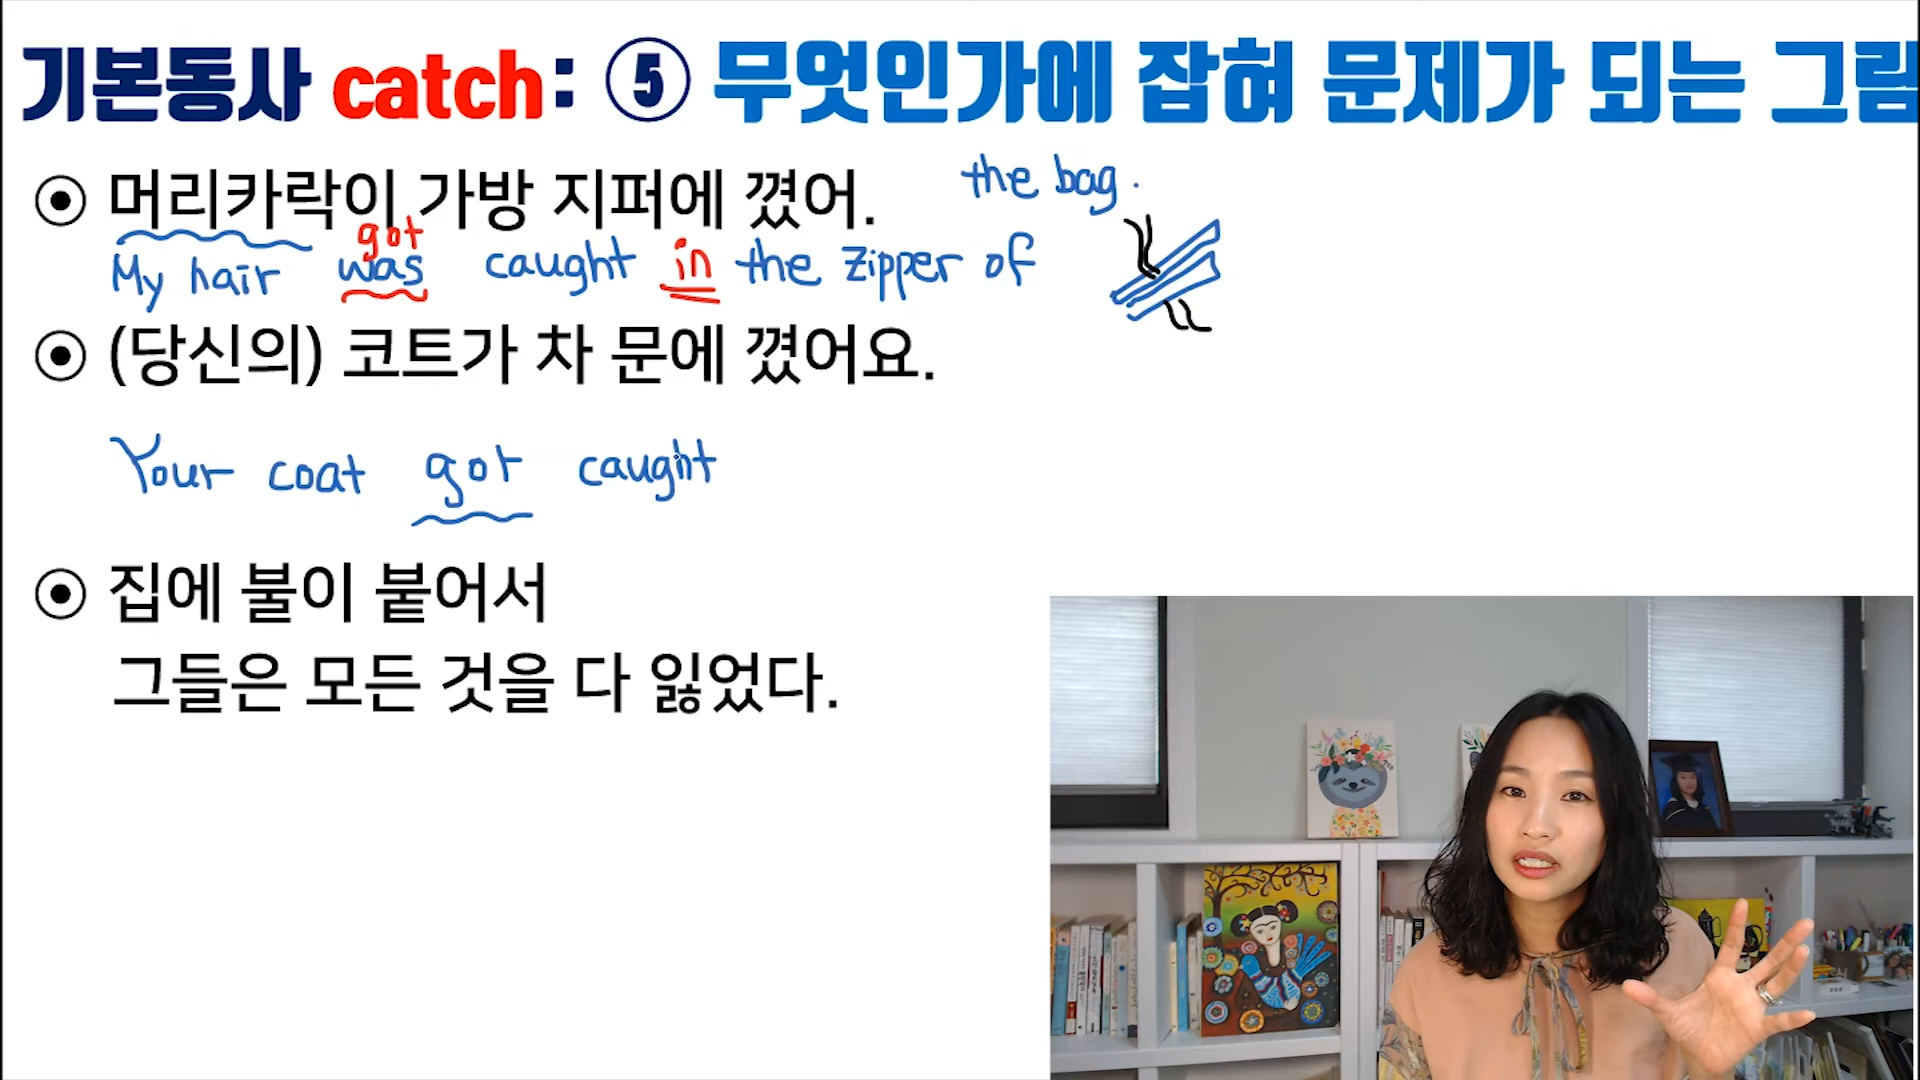 기본동사 catch: ⑤ 무엇인가에 잡혀 문제가 되는 그림
머리카락이 가방 지퍼에 꼈어.
the bag.
got
My hair was caught in the zipper of
(당신의) 코트가 차 문에 꼈어요.
Your coat got caught
집에 불이 붙어서
그들은 모든 것을 다 잃었다.